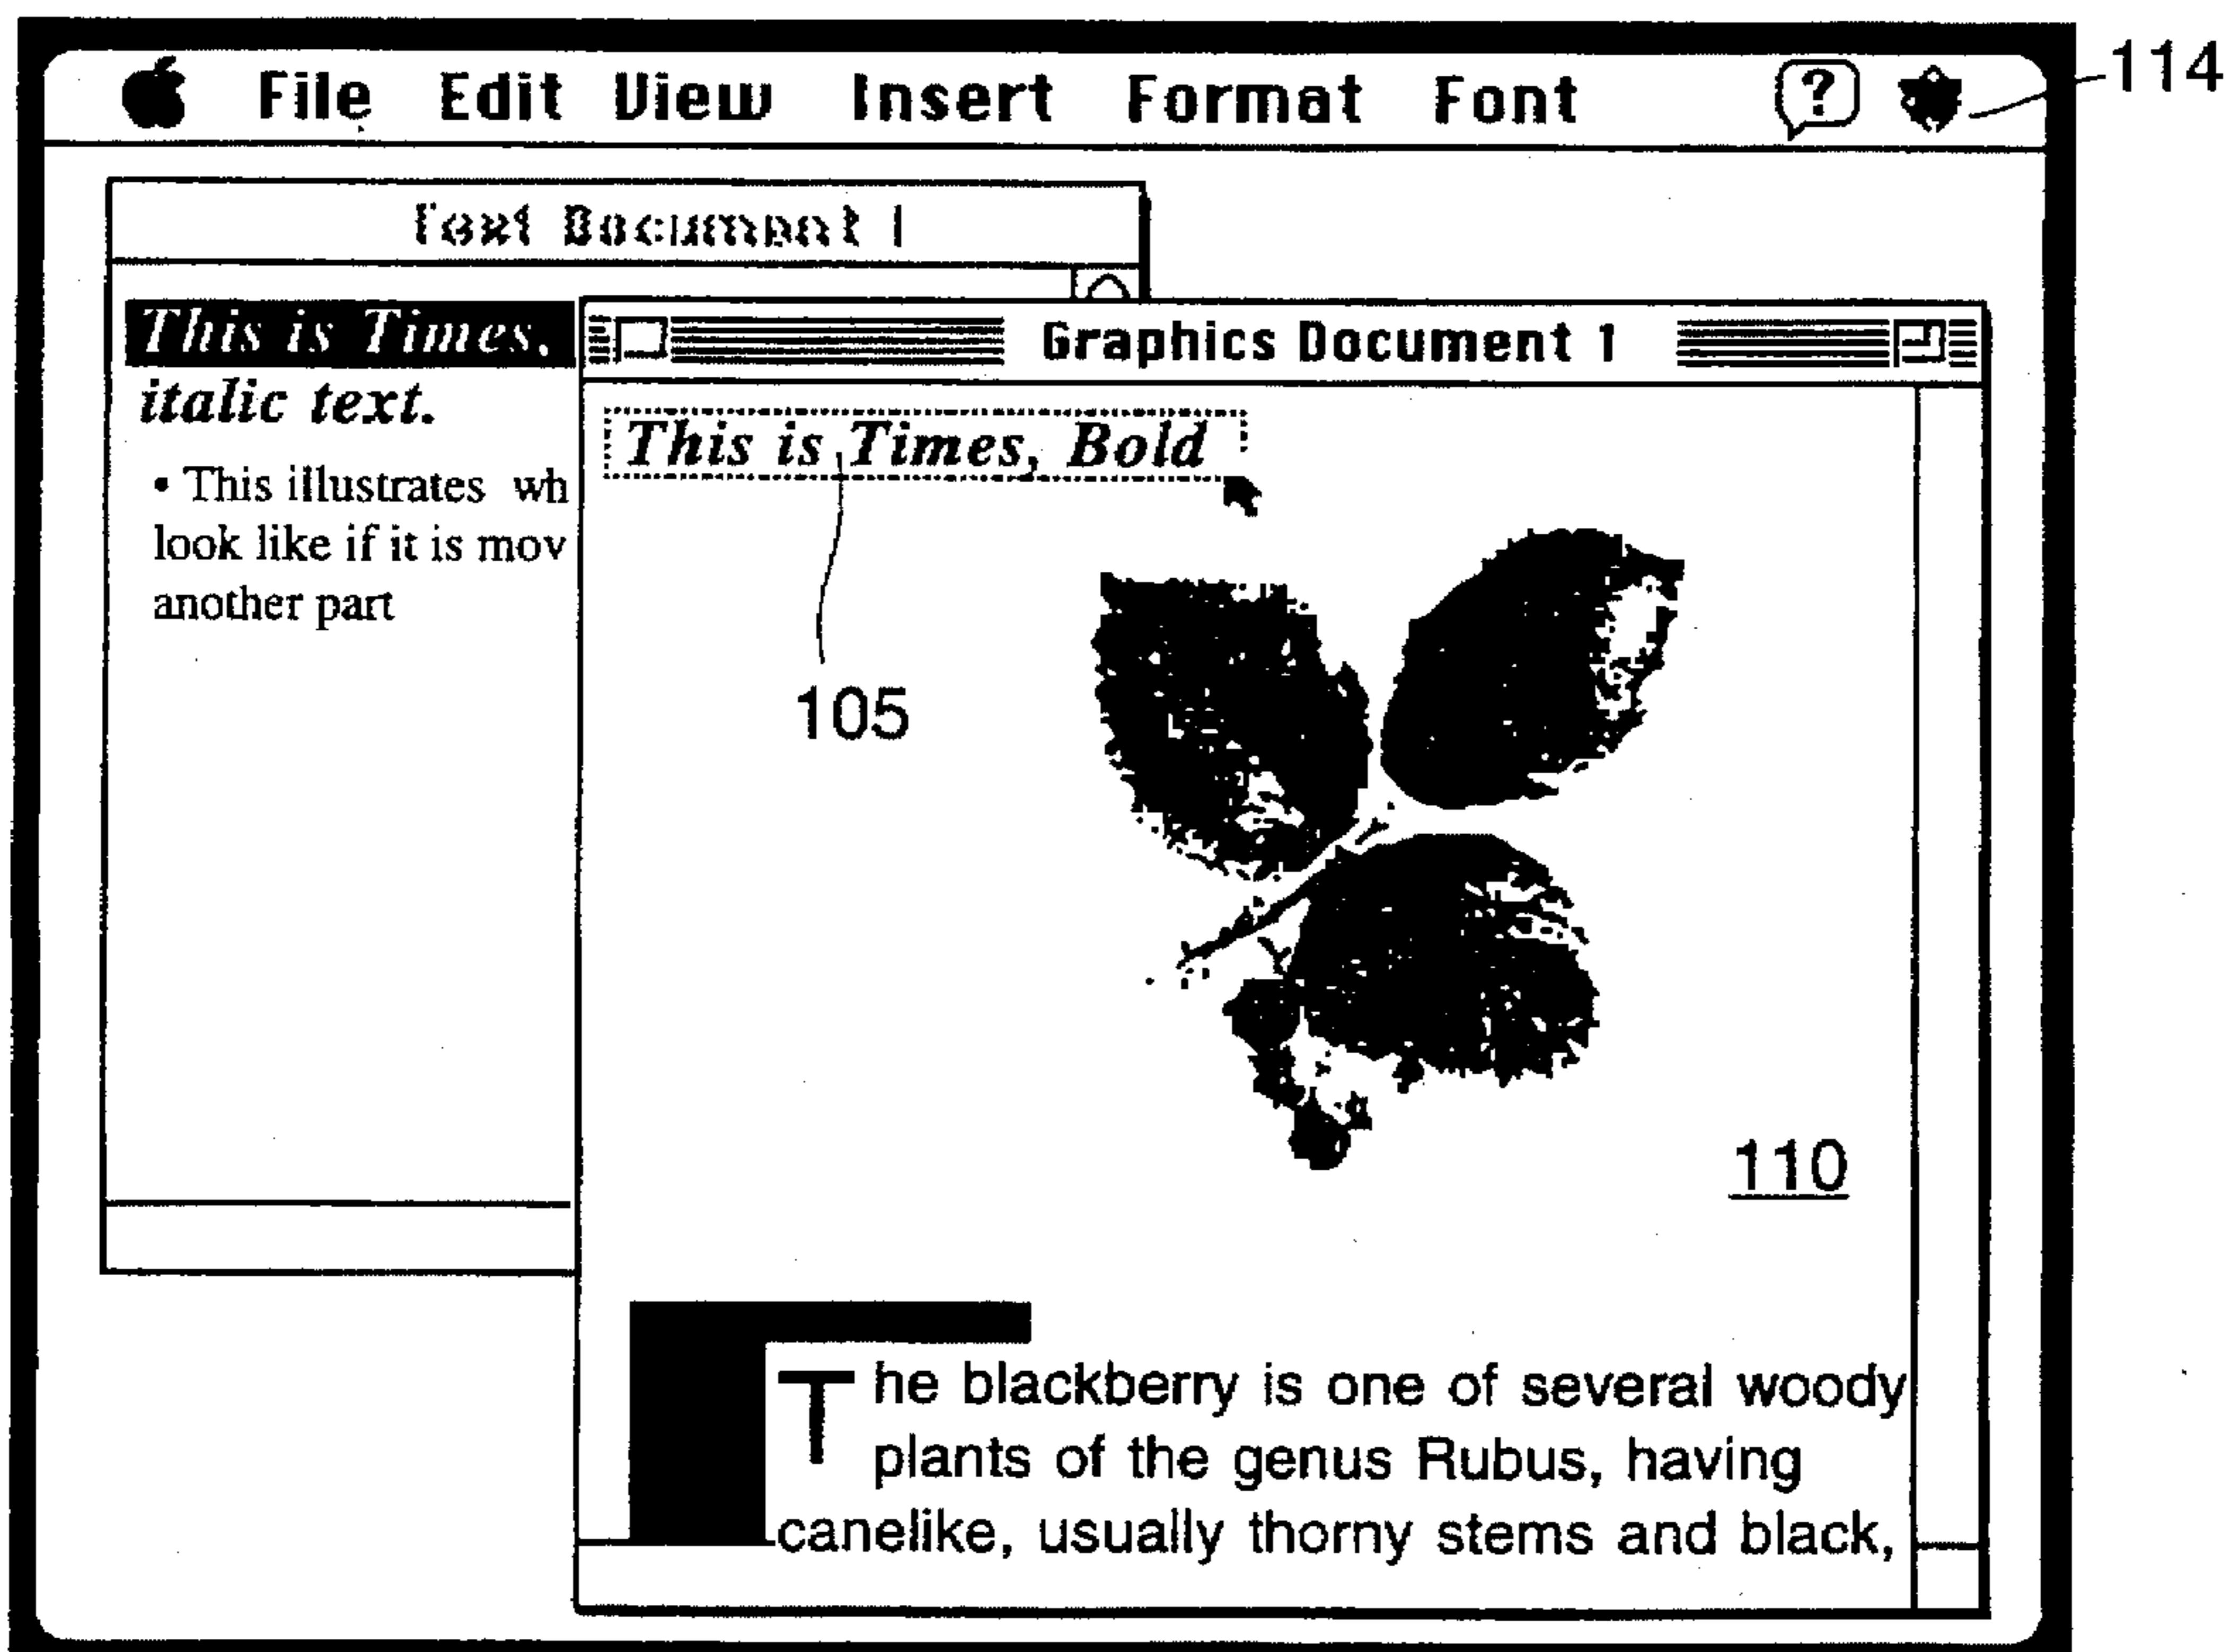 File Edit View Insert Format Font ?
114
Text Document 1
This is Times,
italic text.
• This illustrates wh
look like if it is mov
another part
Graphics Document 1
This is Times, Bold
105
110
The blackberry is one of several woody
plants of the genus Rubus, having
canelike, usually thorny stems and black,